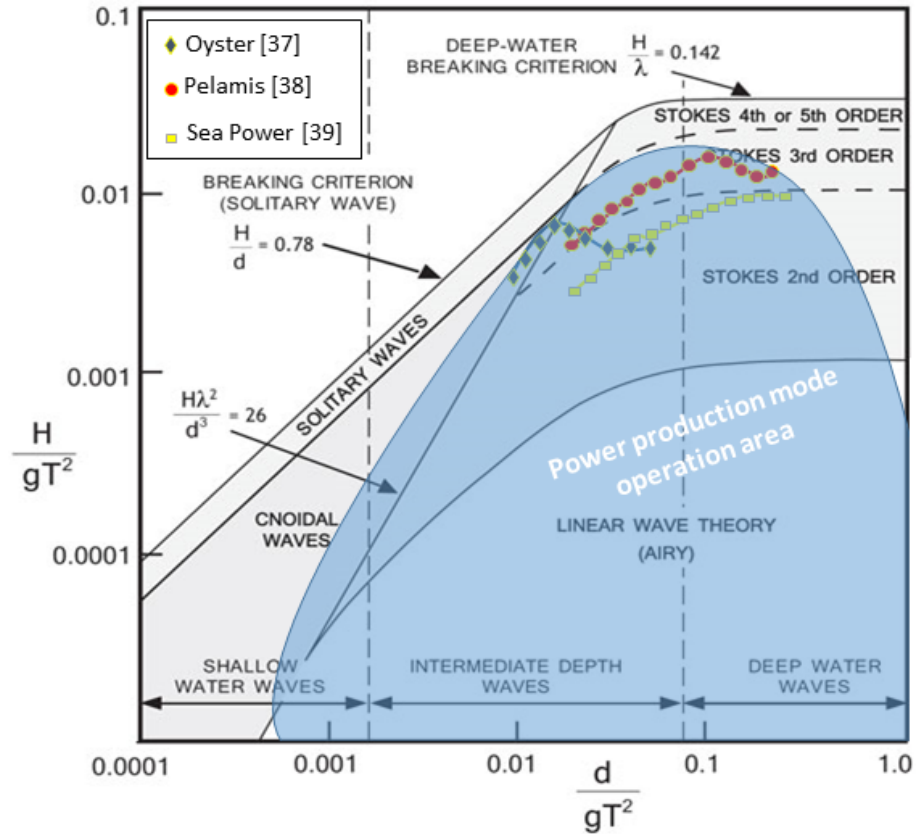 0.1
Oyster [37]
Pelamis [38]
Sea Power [39]
DEEP-WATER
BREAKING CRITERION
H
λ
= 0.142
STOKES 4th or 5th ORDER
STOKES 3rd ORDER
0.01
BREAKING CRITERION
(SOLITARY WAVE)
H
d
= 0.78
STOKES 2nd ORDER
SOLITARY WAVES
0.001
Hλ²
d³
= 26
H
gT²
Power production mode
operation area
CNOIDAL
WAVES
LINEAR WAVE THEORY
(AIRY)
0.0001
SHALLOW
WATER WAVES
INTERMEDIATE DEPTH
WAVES
DEEP WATER
WAVES
0.0001
0.001
0.01
0.1
1.0
d
gT²